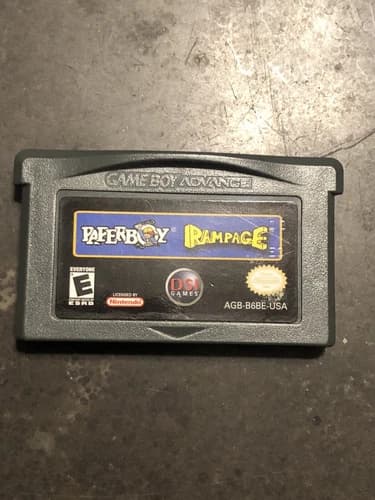 GAME BOY ADVANCE
PAPERBOY RAMPAGE
EVERYONE
E
ESRB
LICENSED BY
Nintendo
DSI
GAMES
AGB-B6BE-USA